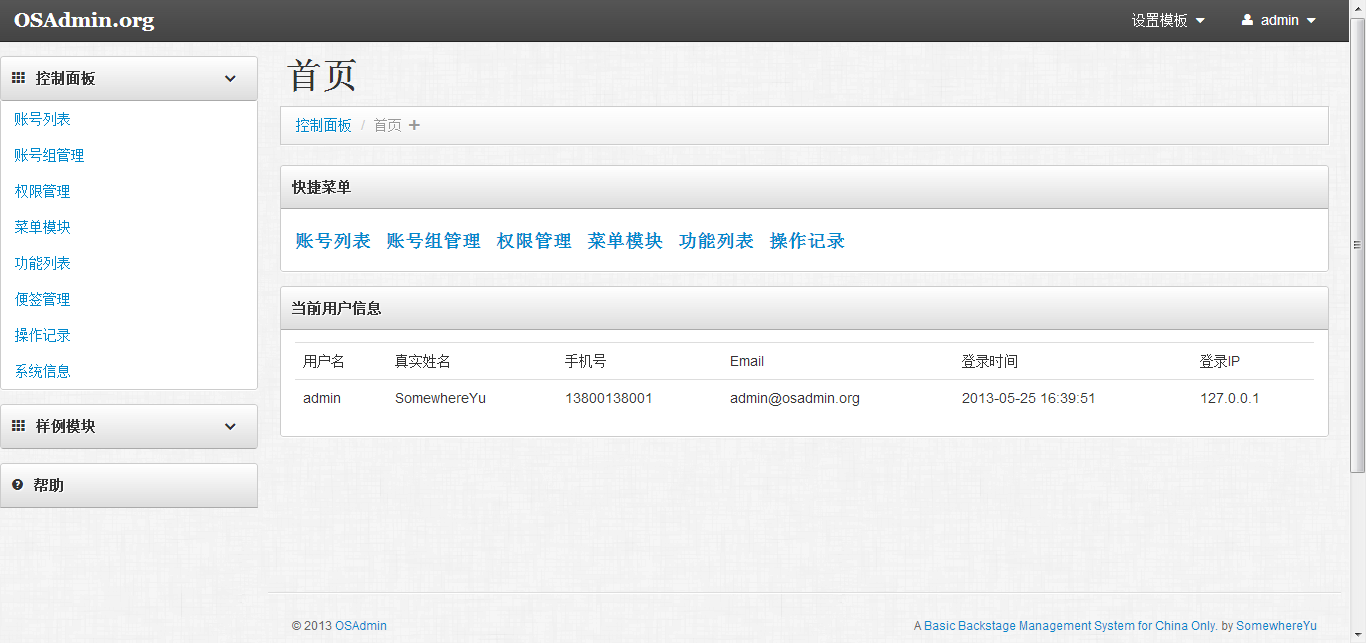 OSAdmin.org
设置模板 admin
控制面板
账号列表
账号组管理
权限管理
菜单模块
功能列表
便签管理
操作记录
系统信息
样例模块
帮助
首页
控制面板 / 首页
快捷菜单
账号列表 账号组管理 权限管理 菜单模块 功能列表 操作记录
当前用户信息
用户名 真实姓名 手机号 Email 登录时间 登录IP
admin SomewhereYu 13800138001 admin@osadmin.org 2013-05-25 16:39:51 127.0.0.1
© 2013 OSAdmin
A Basic Backstage Management System for China Only. by SomewhereYu